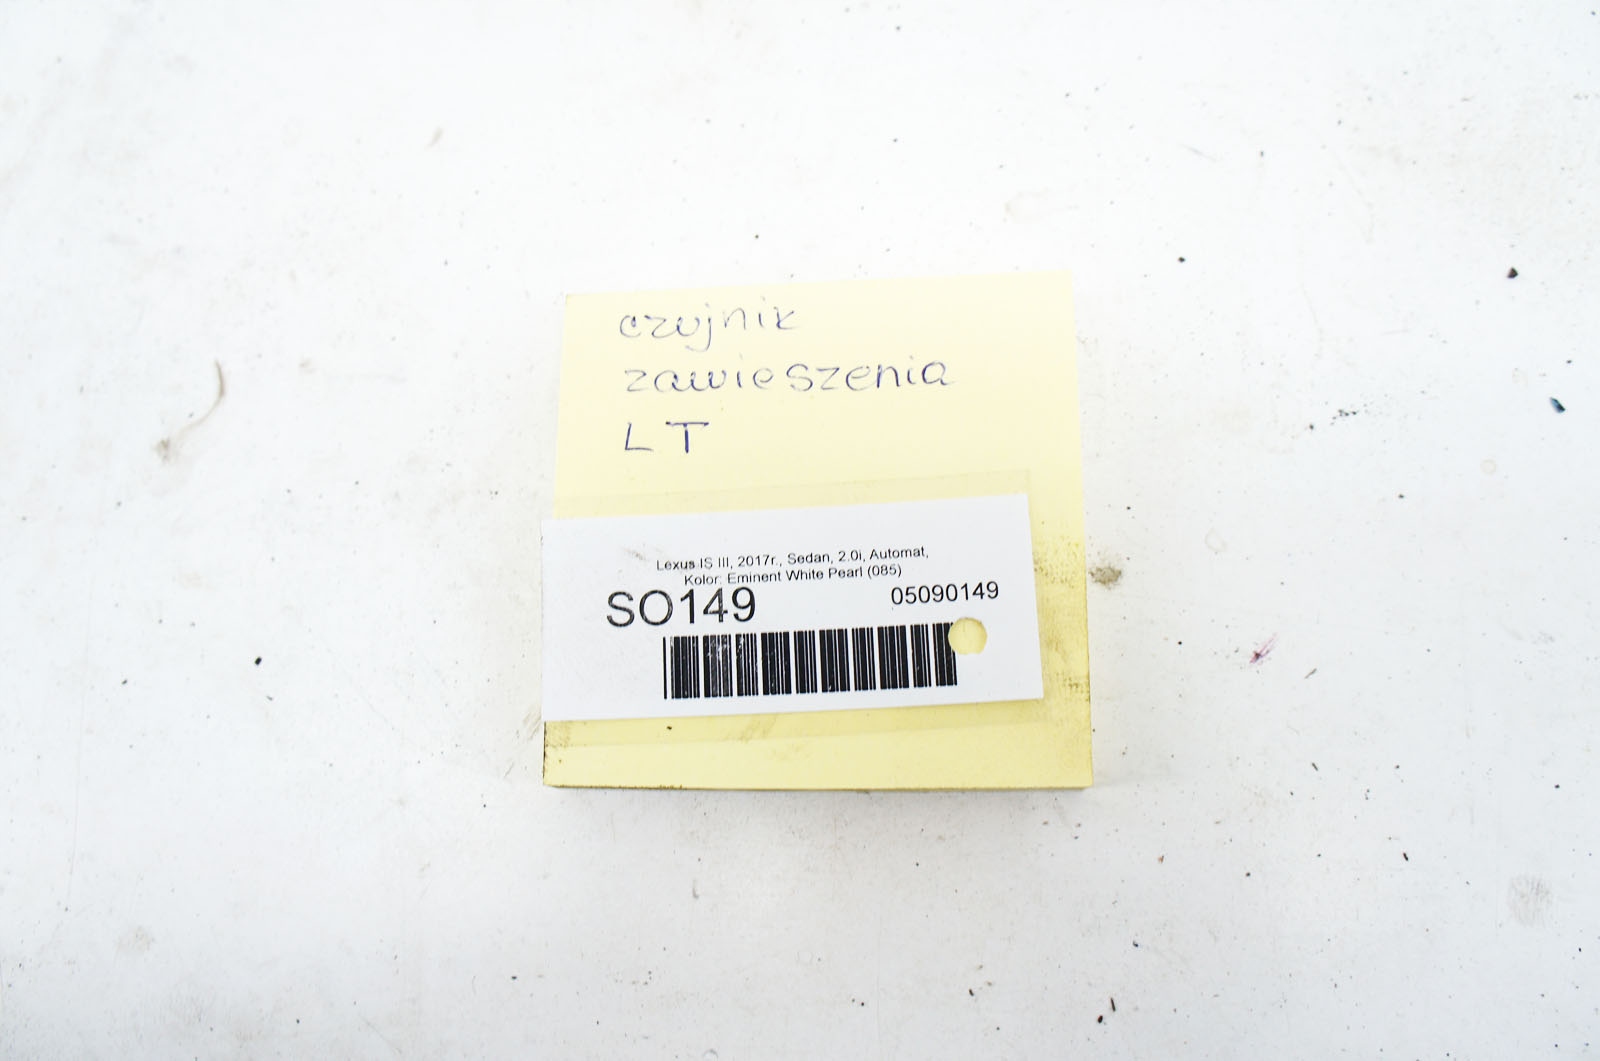 czujnik
zawieszenia
LT
Lexus IS III, 2017r., Sedan, 2.0i, Automat,
Kolor: Eminent White Pearl (085)
SO149
05090149